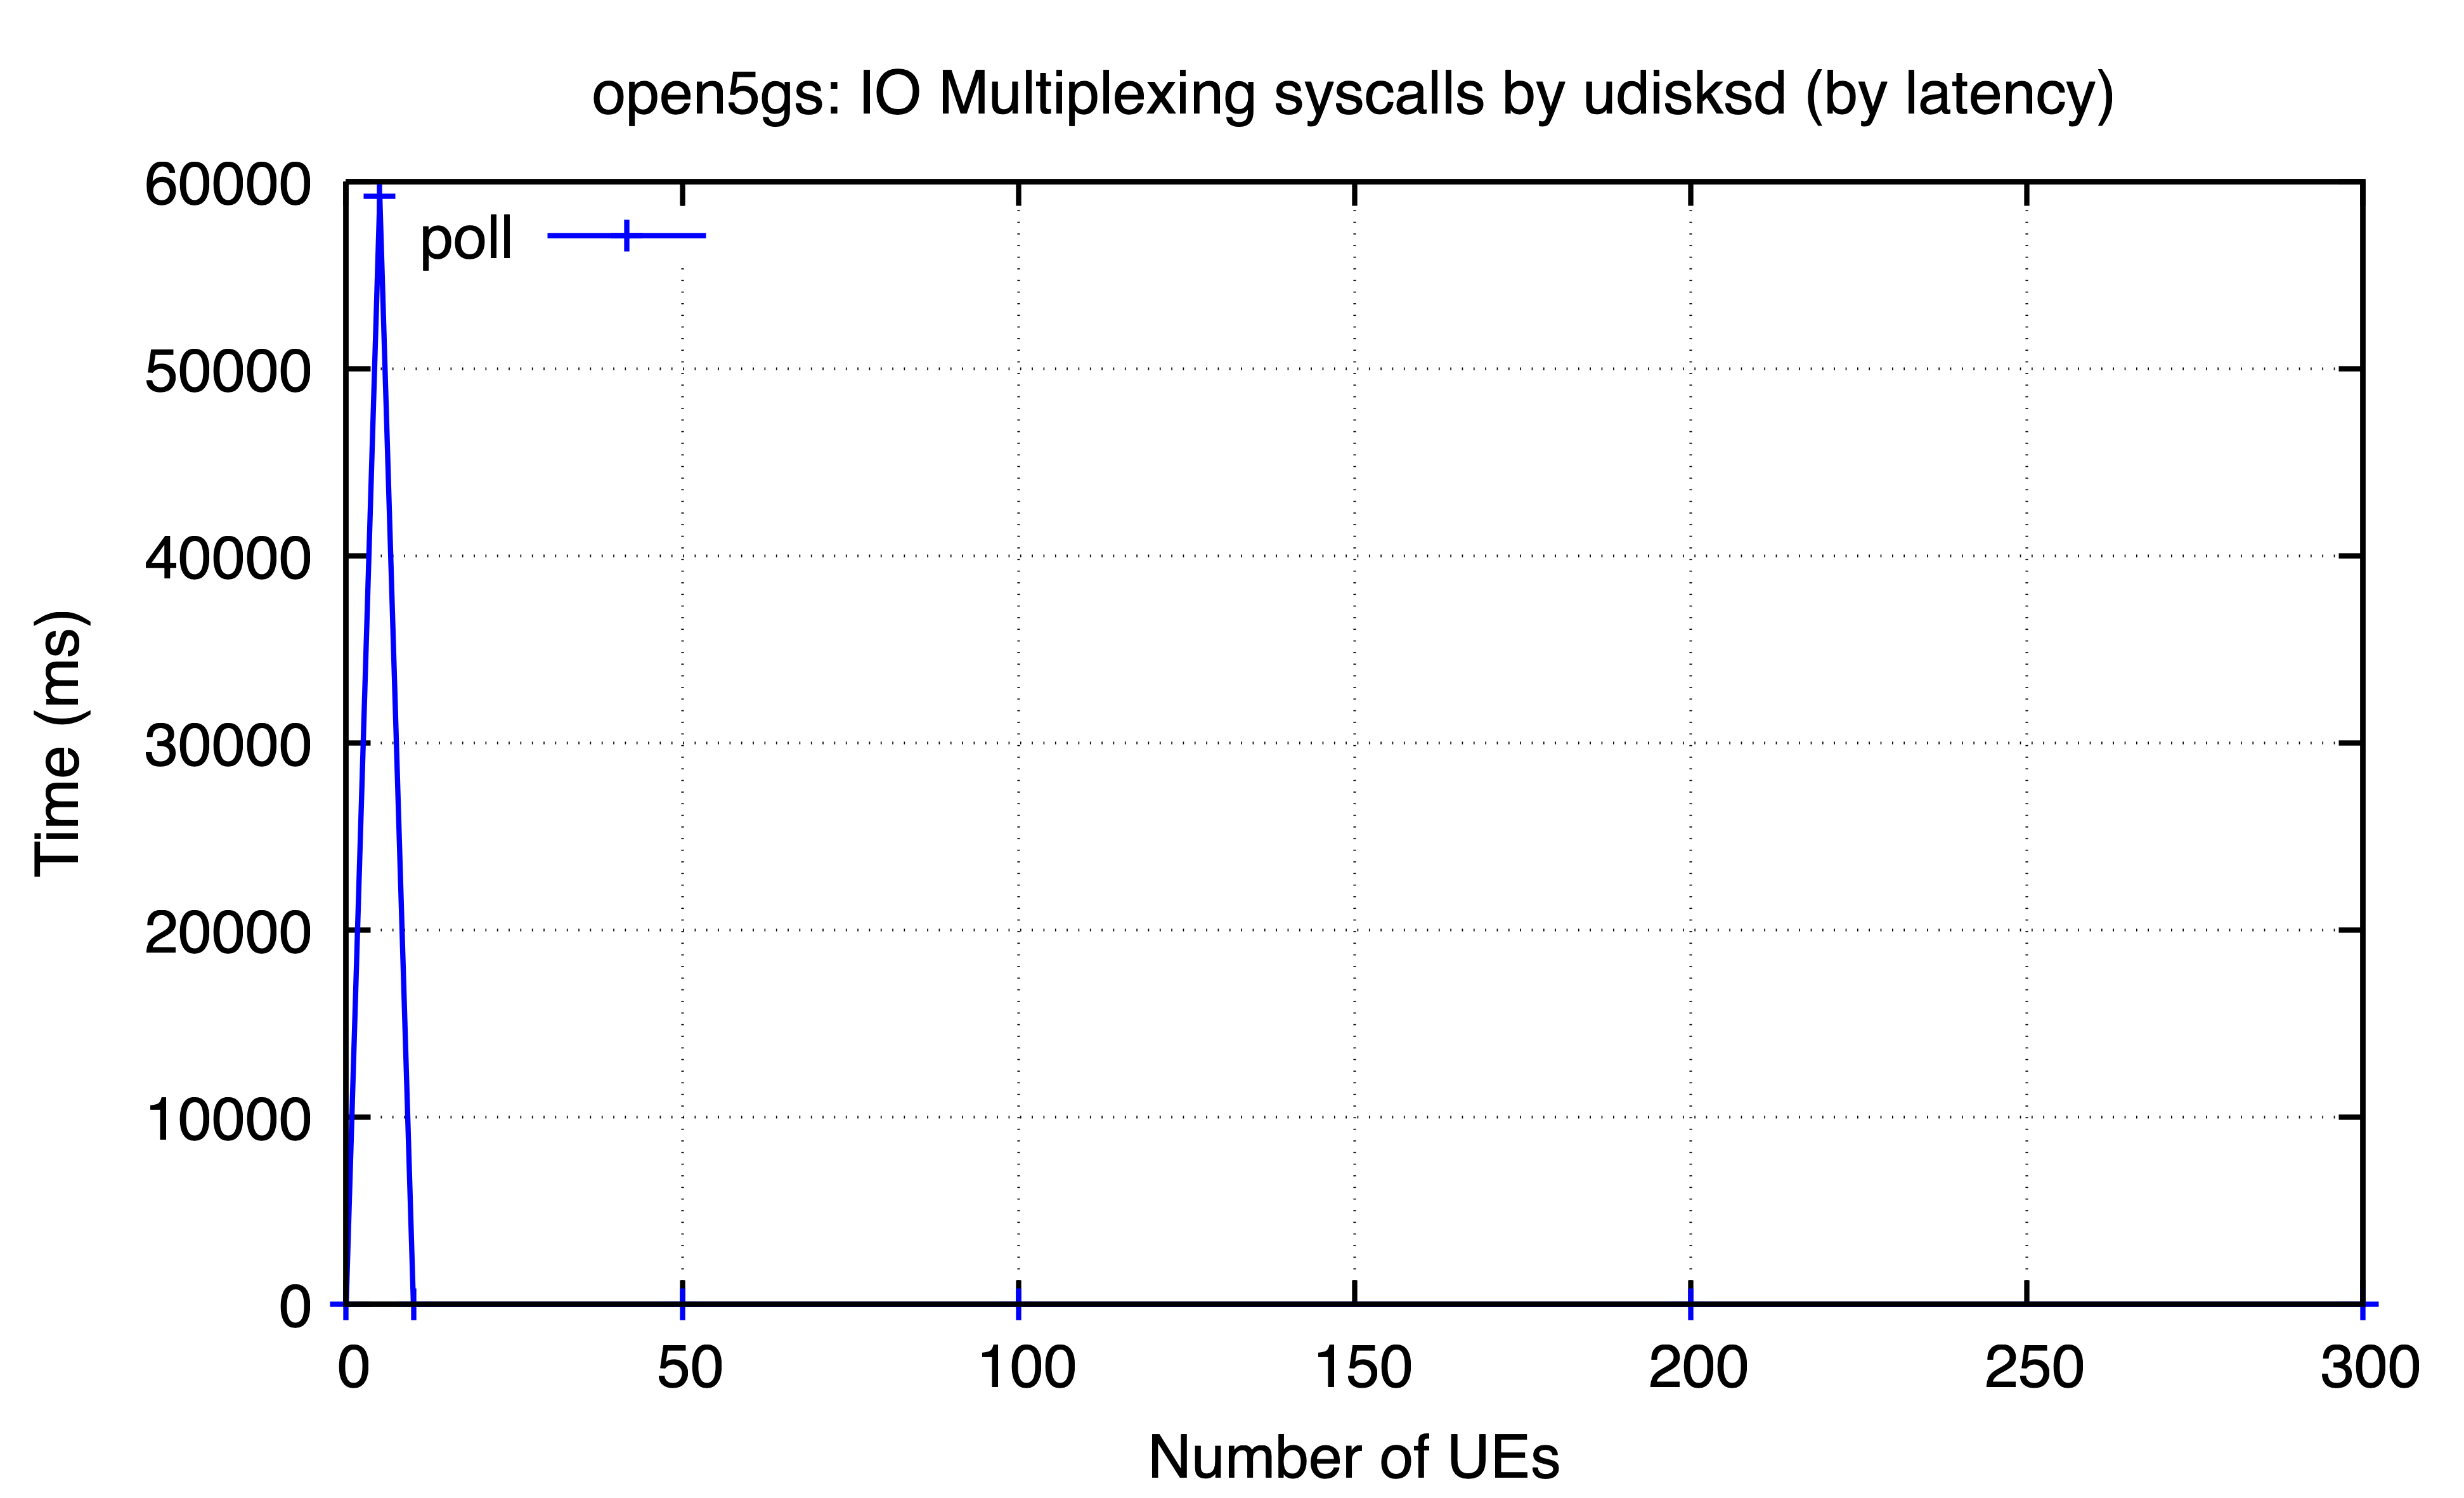 open5gs: IO Multiplexing syscalls by udisksd (by latency)
60000
poll
50000
40000
30000
20000
10000
0
Time (ms)
0 50 100 150 200 250 300
Number of UEs